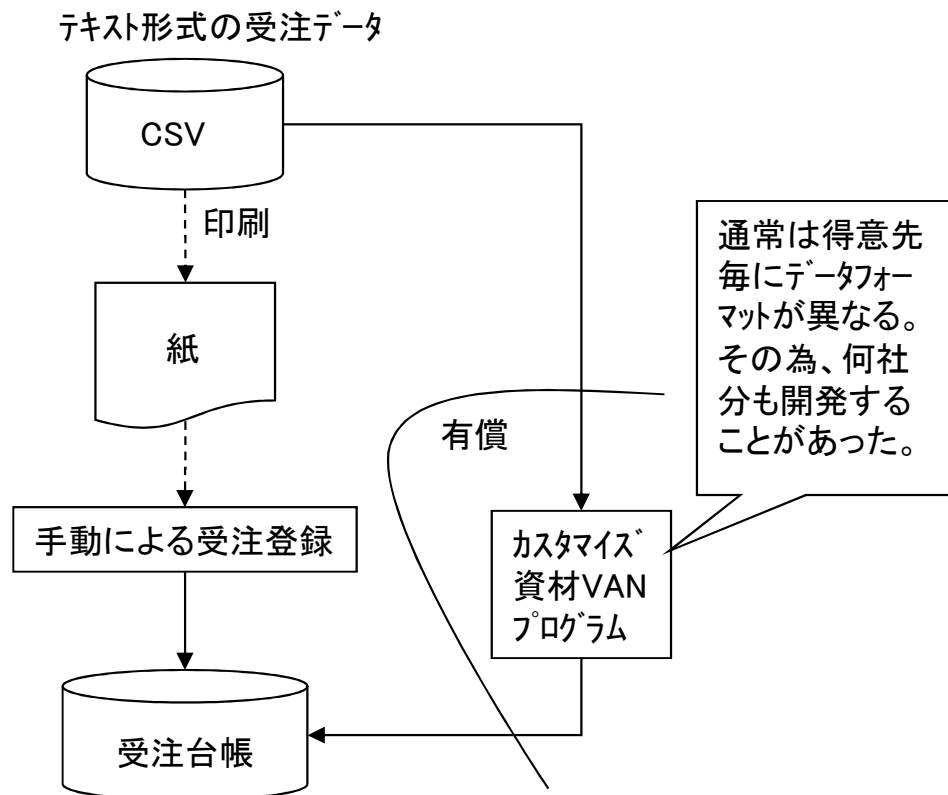 テキスト形式の受注データ
CSV
印刷
紙
手動による受注登録
受注台帳
有償
カスタマイズ
資材VAN
プログラム
通常は得意先
毎にデータフォー
マットが異なる。
その為、何社
分も開発する
ことがあった。